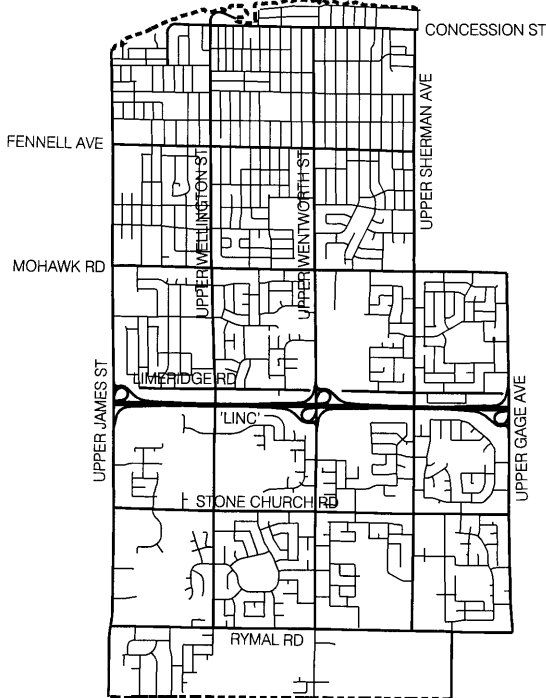 CONCESSION ST
FENNELL AVE
UPPER SHERMAN AVE
UPPER WELLINGTON ST
UPPER WENTWORTH ST
MOHAWK RD
UPPER JAMES ST
LIMERIDGE RD
'LINC'
UPPER GAGE AVE
STONE CHURCH RD
RYMAL RD